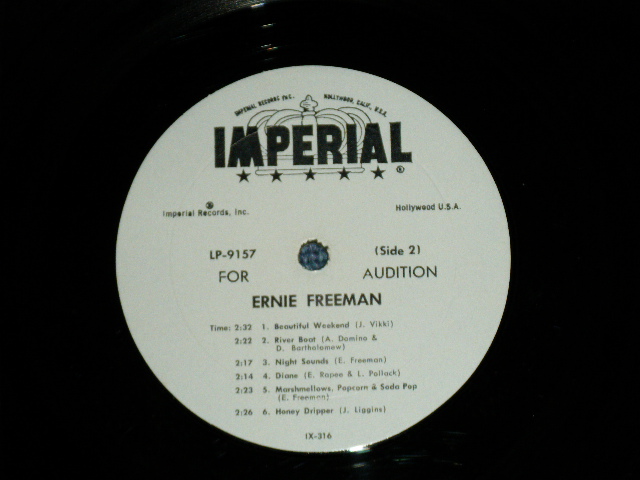 IMPERIAL RECORDS INC. HOLLYWOOD, CALIF., U.S.A.
IMPERIAL
★ ★ ★ ★ ★ ®
Imperial Records, Inc. Hollywood U.S.A.
LP-9157 (Side 2)
FOR AUDITION
ERNIE FREEMAN
Time: 2:32 1. Beautiful Weekend (J. Vikki)
2:22 2. River Boat (A. Domino &
D. Bartholomew)
2:17 3. Night Sounds (E. Freeman)
2:14 4. Diane (E. Rapee & L. Pollack)
2:23 5. Marshmellows, Popcorn & Soda Pop
(E. Freeman)
2:26 6. Honey Dripper (J. Liggins)
IX-316